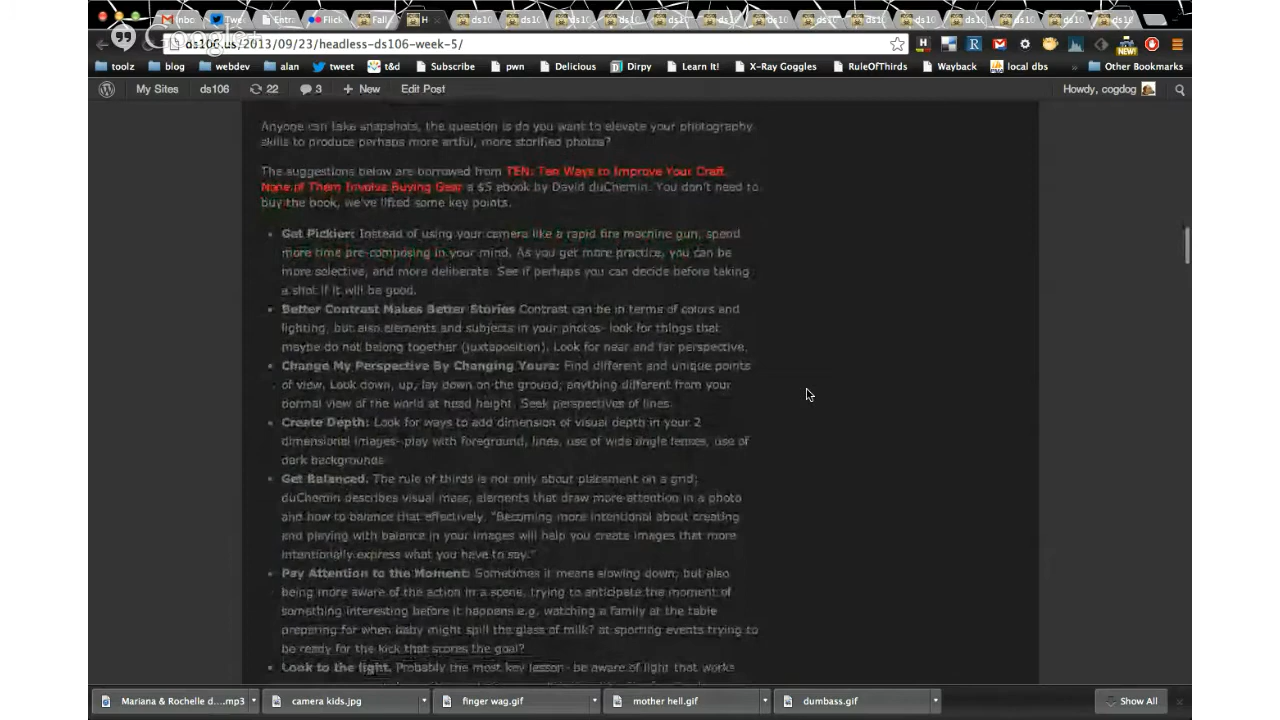 Inbo Twe Entra Flick Fall H ds10 ds10 ds10 ds10 ds10 ds10 ds10 ds10 ds10 ds10 ds10 ds10 ds10 ds10
Google+
ds106.us/2013/09/23/headless-ds106-week-5/
toolz blog webdev alan tweet t&d Subscribe pwn Delicious Dirpy Learn It! X-Ray Goggles RuleOfThirds Wayback local dbs » Other Bookmarks
My Sites ds106 22 3 + New Edit Post Howdy, cogdog
Anyone can take snapshots, the question is do you want to elevate your photography
skills to produce perhaps more artful, more storified photos?
The suggestions below are borrowed from TEN: Ten Ways to Improve Your Craft.
None of Them Involve Buying Gear a $5 ebook by David duChemin. You don't need to
buy the book, we've lifted some key points.
• Get Pickier: Instead of using your camera like a rapid fire machine gun, spend
more time pre-composing in your mind. As you get more practice, you can be
more selective, and more deliberate. See if perhaps you can decide before taking
a shot if it will be good.
• Better Contrast Makes Better Stories Contrast can be in terms of colors and
lighting, but also elements and subjects in your photos- look for things that
maybe do not belong together (juxtaposition). Look for near and far perspective.
• Change My Perspective By Changing Yours: Find different and unique points
of view. Look down, up, lay down on the ground; anything different from your
normal view of the world at head height. Seek perspectives of lines.
• Create Depth: Look for ways to add dimension of visual depth in your 2
dimensional images- play with foreground, lines, use of wide angle lenses, use of
dark backgrounds
• Get Balanced. The rule of thirds is not only about placement on a grid;
duChemin describes visual mass, elements that draw more attention in a photo
and how to balance that effectively. "Becoming more intentional about creating
and playing with balance in your images will help you create images that more
intentionally express what you have to say."
• Pay Attention to the Moment: Sometimes it means slowing down, but also
being more aware of the action in a scene, trying to anticipate the moment of
something interesting before it happens e.g. watching a family at the table
preparing for when baby might spill the glass of milk? at sporting events trying to
be ready for the kick that scores the goal?
• Look to the light. Probably the most key lesson- be aware of light that works
Mariana & Rochelle d....mp3 camera kids.jpg finger wag.gif mother hell.gif dumbass.gif Show All